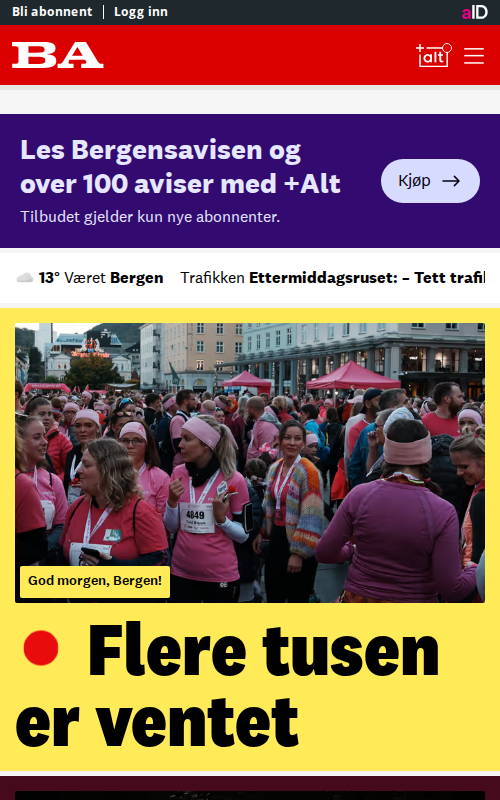 Bli abonnent | Logg inn
aID
BA
+alt
Les Bergensavisen og
over 100 aviser med +Alt
Tilbudet gjelder kun nye abonnenter.
Kjøp
13° Været Bergen Trafikken Ettermiddagsruset: – Tett trafi
4849
God morgen, Bergen!
Flere tusen
er ventet